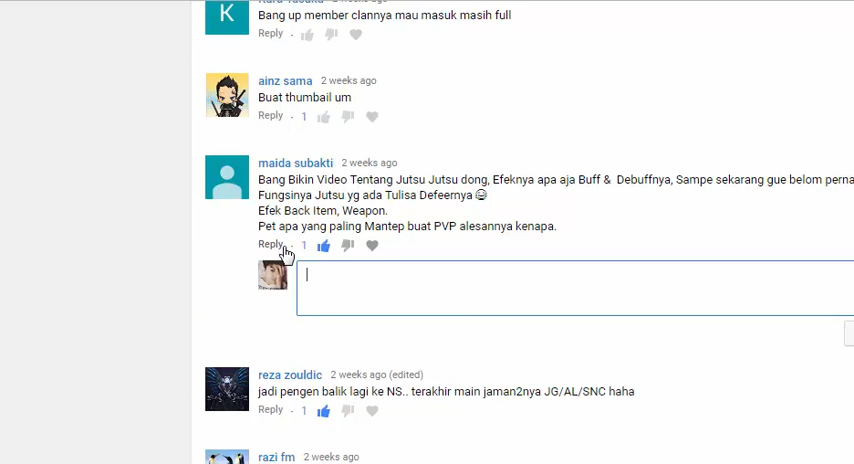 K
Bang up member clannya mau masuk masih full
Reply
ainz sama 2 weeks ago
Buat thumbail um
Reply 1
maida subakti 2 weeks ago
Bang Bikin Video Tentang Jutsu Jutsu dong, Efeknya apa aja Buff & Debuffnya, Sampe sekarang gue belom perna
Fungsinya Jutsu yg ada Tulisa Defeernya 😅
Efek Back Item, Weapon.
Pet apa yang paling Mantep buat PVP alesannya kenapa.
Reply 1
reza zouldic 2 weeks ago (edited)
jadi pengen balik lagi ke NS.. terakhir main jaman2nya JG/AL/SNC haha
Reply 1
razi fm 2 weeks ago